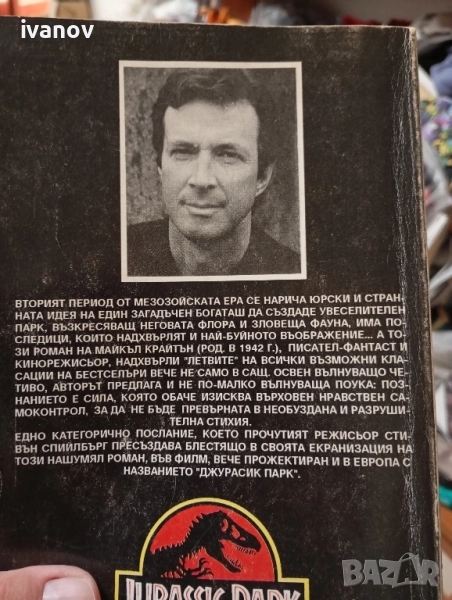 ivanov
ВТОРИЯТ ПЕРИОД ОТ МЕЗОЗОЙСКАТА ЕРА СЕ НАРИЧА ЮРСКИ И СТРАН-
НАТА ИДЕЯ НА ЕДИН ЗАГАДЪЧЕН БОГАТАШ ДА СЪЗДАДЕ УВЕСЕЛИТЕЛЕН
ПАРК, ВЪЗКРЕСЯВАЩ НЕГОВАТА ФЛОРА И ЗЛОВЕЩА ФАУНА, ИМА ПО-
СЛЕДИЦИ, КОИТО НАДХВЪРЛЯТ И НАЙ-БУЙНОТО ВЪОБРАЖЕНИЕ... А ТО-
ЗИ РОМАН НА МАЙКЪЛ КРАЙТЪН (РОД. В 1942 Г.), ПИСАТЕЛ-ФАНТАСТ И
КИНОРЕЖИСЬОР, НАДХВЪРЛИ "ЛЕТВИТЕ" НА ВСИЧКИ ВЪЗМОЖНИ КЛА-
САЦИИ НА БЕСТСЕЛЪРИ ВЕЧЕ НЕ САМО В САЩ. ОСВЕН ВЪЛНУВАЩО ЧЕ-
ТИВО, АВТОРЪТ ПРЕДЛАГА И НЕ ПО-МАЛКО ВЪЛНУВАЩА ПОУКА: ПОЗ-
НАНИЕТО Е СИЛА, КОЯТО ОБАЧЕ ИЗИСКВА ВЪРХОВЕН НРАВСТВЕН СА-
МОКОНТРОЛ, ЗА ДА НЕ БЪДЕ ПРЕВЪРНАТА В НЕОБУЗДАНА И РАЗРУШИ-
ТЕЛНА СТИХИЯ.
ЕДНО КАТЕГОРИЧНО ПОСЛАНИЕ, КОЕТО ПРОЧУТИЯТ РЕЖИСЬОР СТИ-
ВЪН СПИЙЛБЪРГ ПРЕСЪЗДАВА БЛЕСТЯЩО В СВОЯТА ЕКРАНИЗАЦИЯ НА
ТОЗИ НАШУМЯЛ РОМАН, ВЪВ ФИЛМ, ВЕЧЕ ПРОЖЕКТИРАН И В ЕВРОПА С
НАЗВАНИЕТО "ДЖУРАСИК ПАРК".
JURASSIC PARK
BAZAR